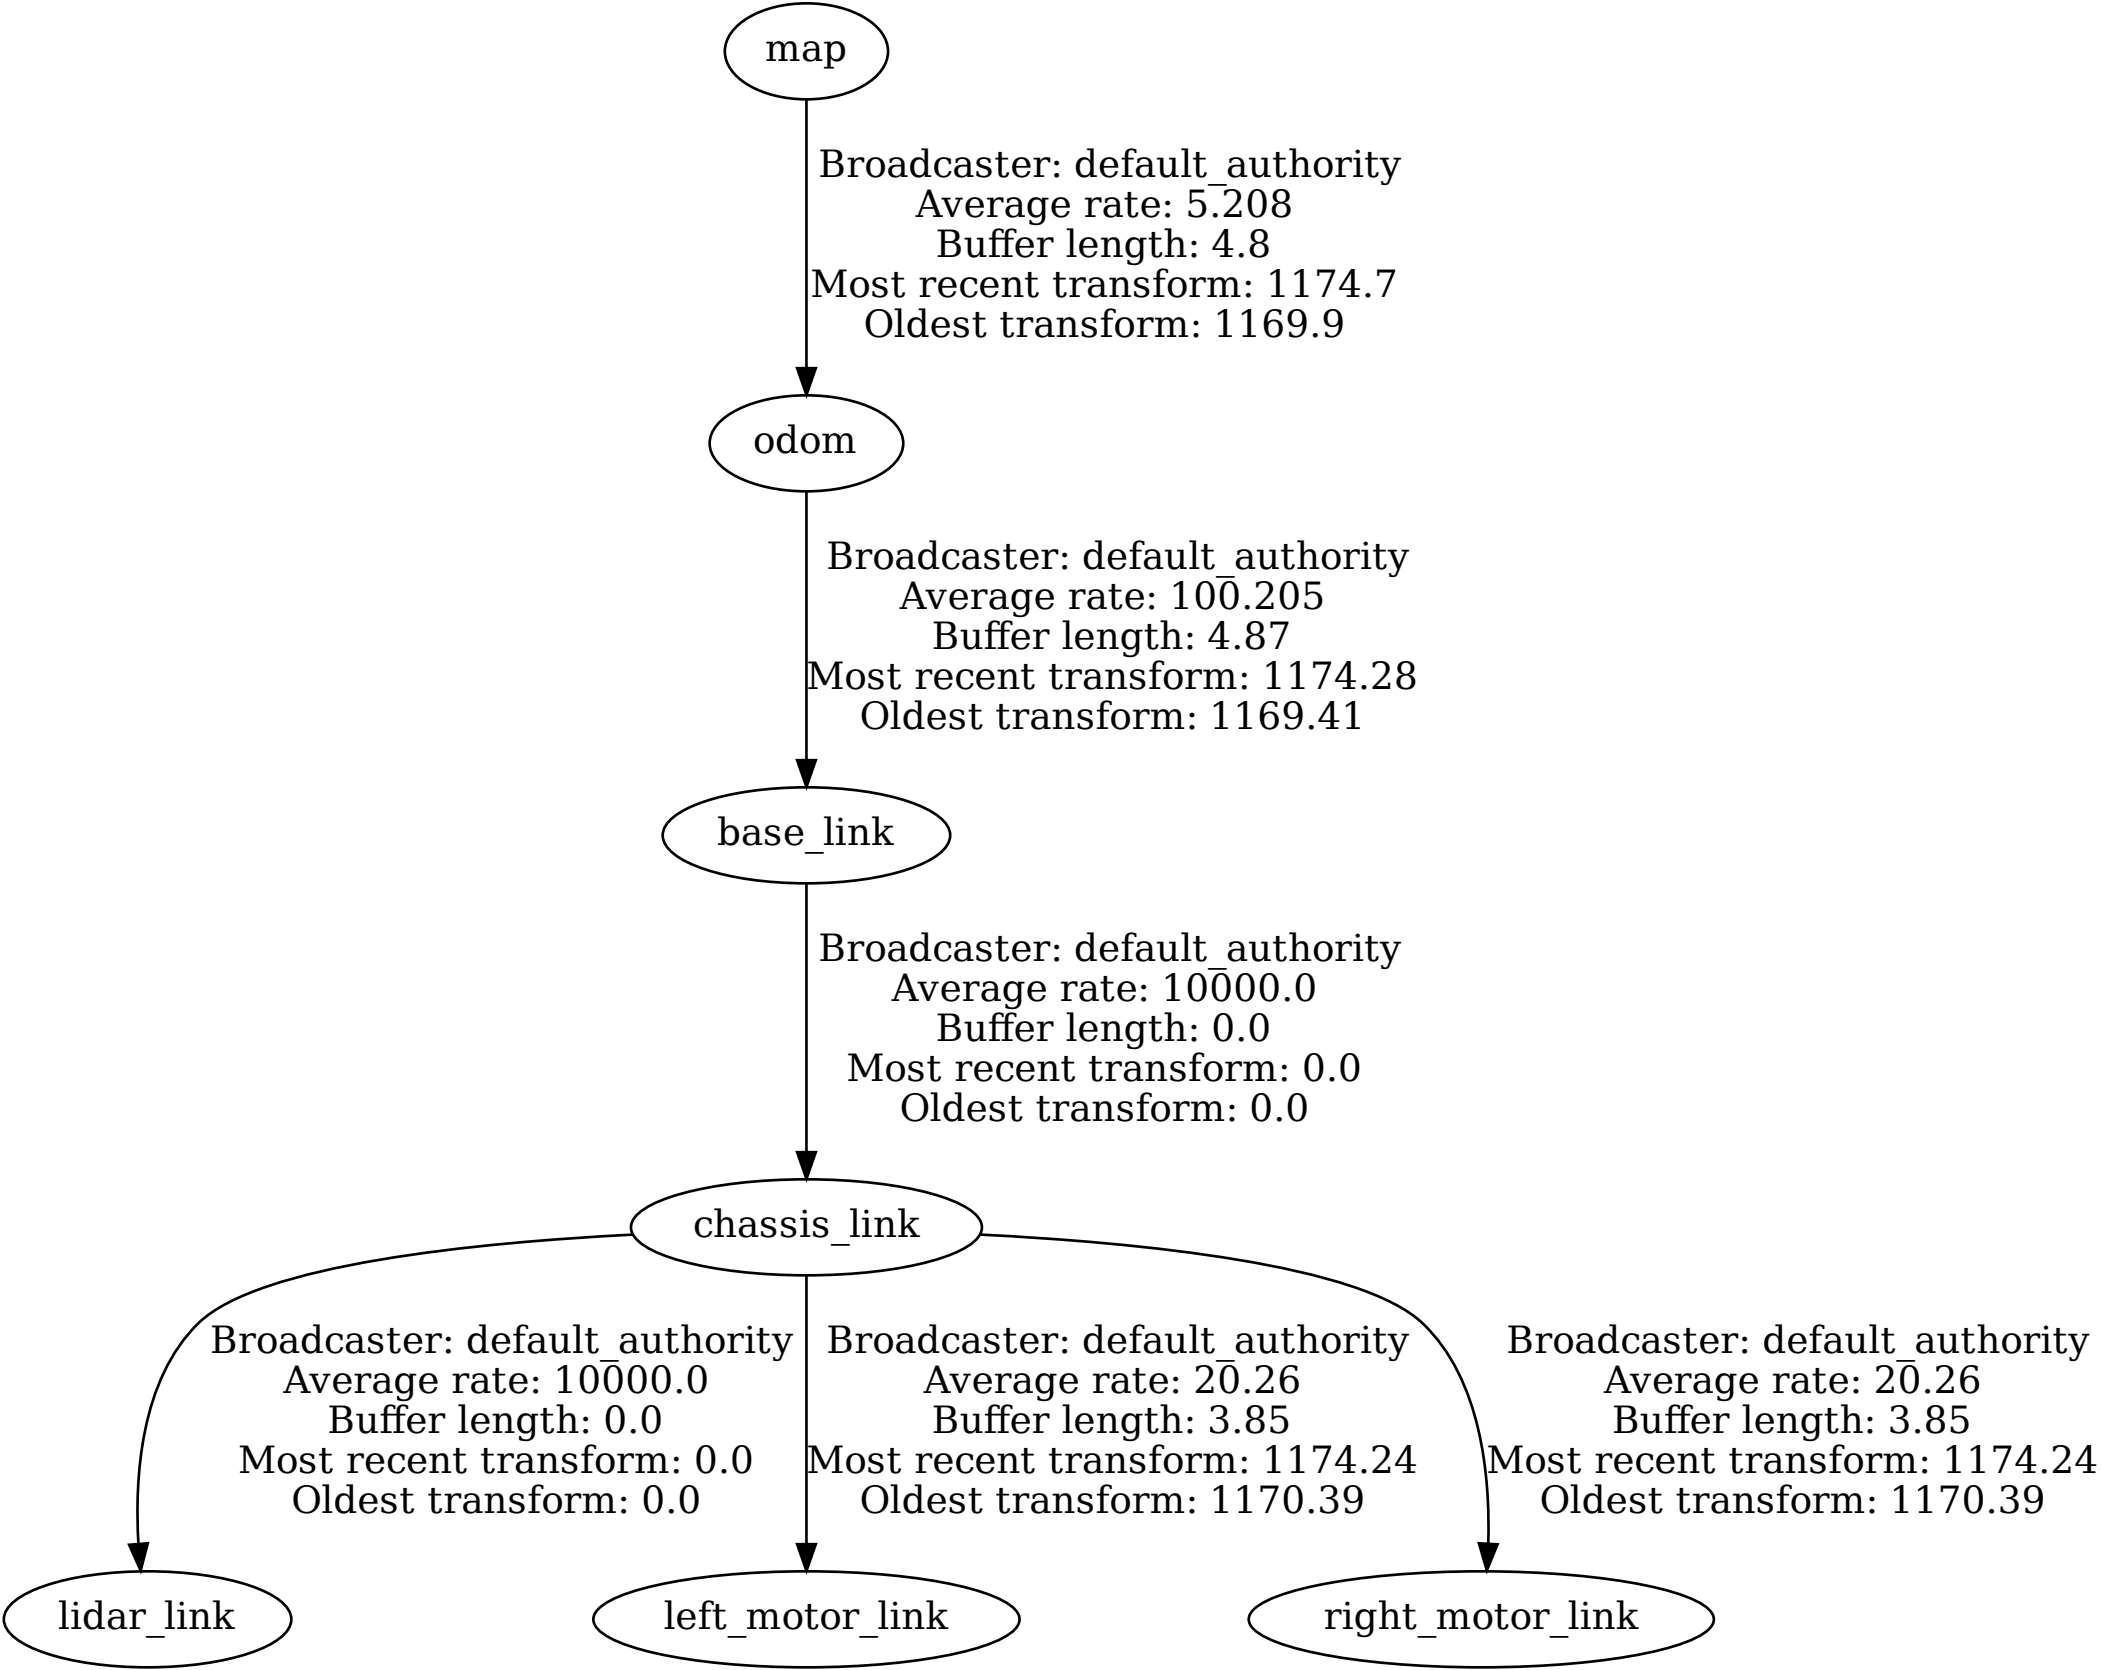 map
Broadcaster: default_authority
Average rate: 5.208
Buffer length: 4.8
Most recent transform: 1174.7
Oldest transform: 1169.9
odom
Broadcaster: default_authority
Average rate: 100.205
Buffer length: 4.87
Most recent transform: 1174.28
Oldest transform: 1169.41
base_link
Broadcaster: default_authority
Average rate: 10000.0
Buffer length: 0.0
Most recent transform: 0.0
Oldest transform: 0.0
chassis_link
Broadcaster: default_authority
Average rate: 10000.0
Buffer length: 0.0
Most recent transform: 0.0
Oldest transform: 0.0
Broadcaster: default_authority
Average rate: 20.26
Buffer length: 3.85
Most recent transform: 1174.24
Oldest transform: 1170.39
Broadcaster: default_authority
Average rate: 20.26
Buffer length: 3.85
Most recent transform: 1174.24
Oldest transform: 1170.39
lidar_link
left_motor_link
right_motor_link